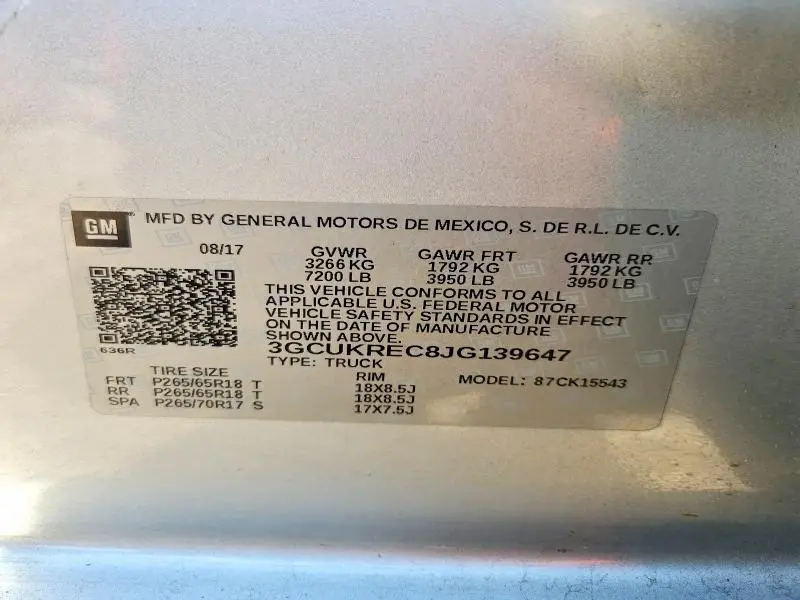 GM MFD BY GENERAL MOTORS DE MEXICO, S. DE R.L. DE C.V.
08/17 GVWR GAWR FRT GAWR RR
3266 KG 1792 KG 1792 KG
7200 LB 3950 LB 3950 LB
THIS VEHICLE CONFORMS TO ALL
APPLICABLE U.S. FEDERAL MOTOR
VEHICLE SAFETY STANDARDS IN EFFECT
ON THE DATE OF MANUFACTURE
SHOWN ABOVE.
636R 3GCUKREC8JG139647
TYPE: TRUCK
TIRE SIZE RIM MODEL: 87CK15543
FRT P265/65R18 T 18X8.5J
RR P265/65R18 T 18X8.5J
SPA P265/70R17 S 17X7.5J